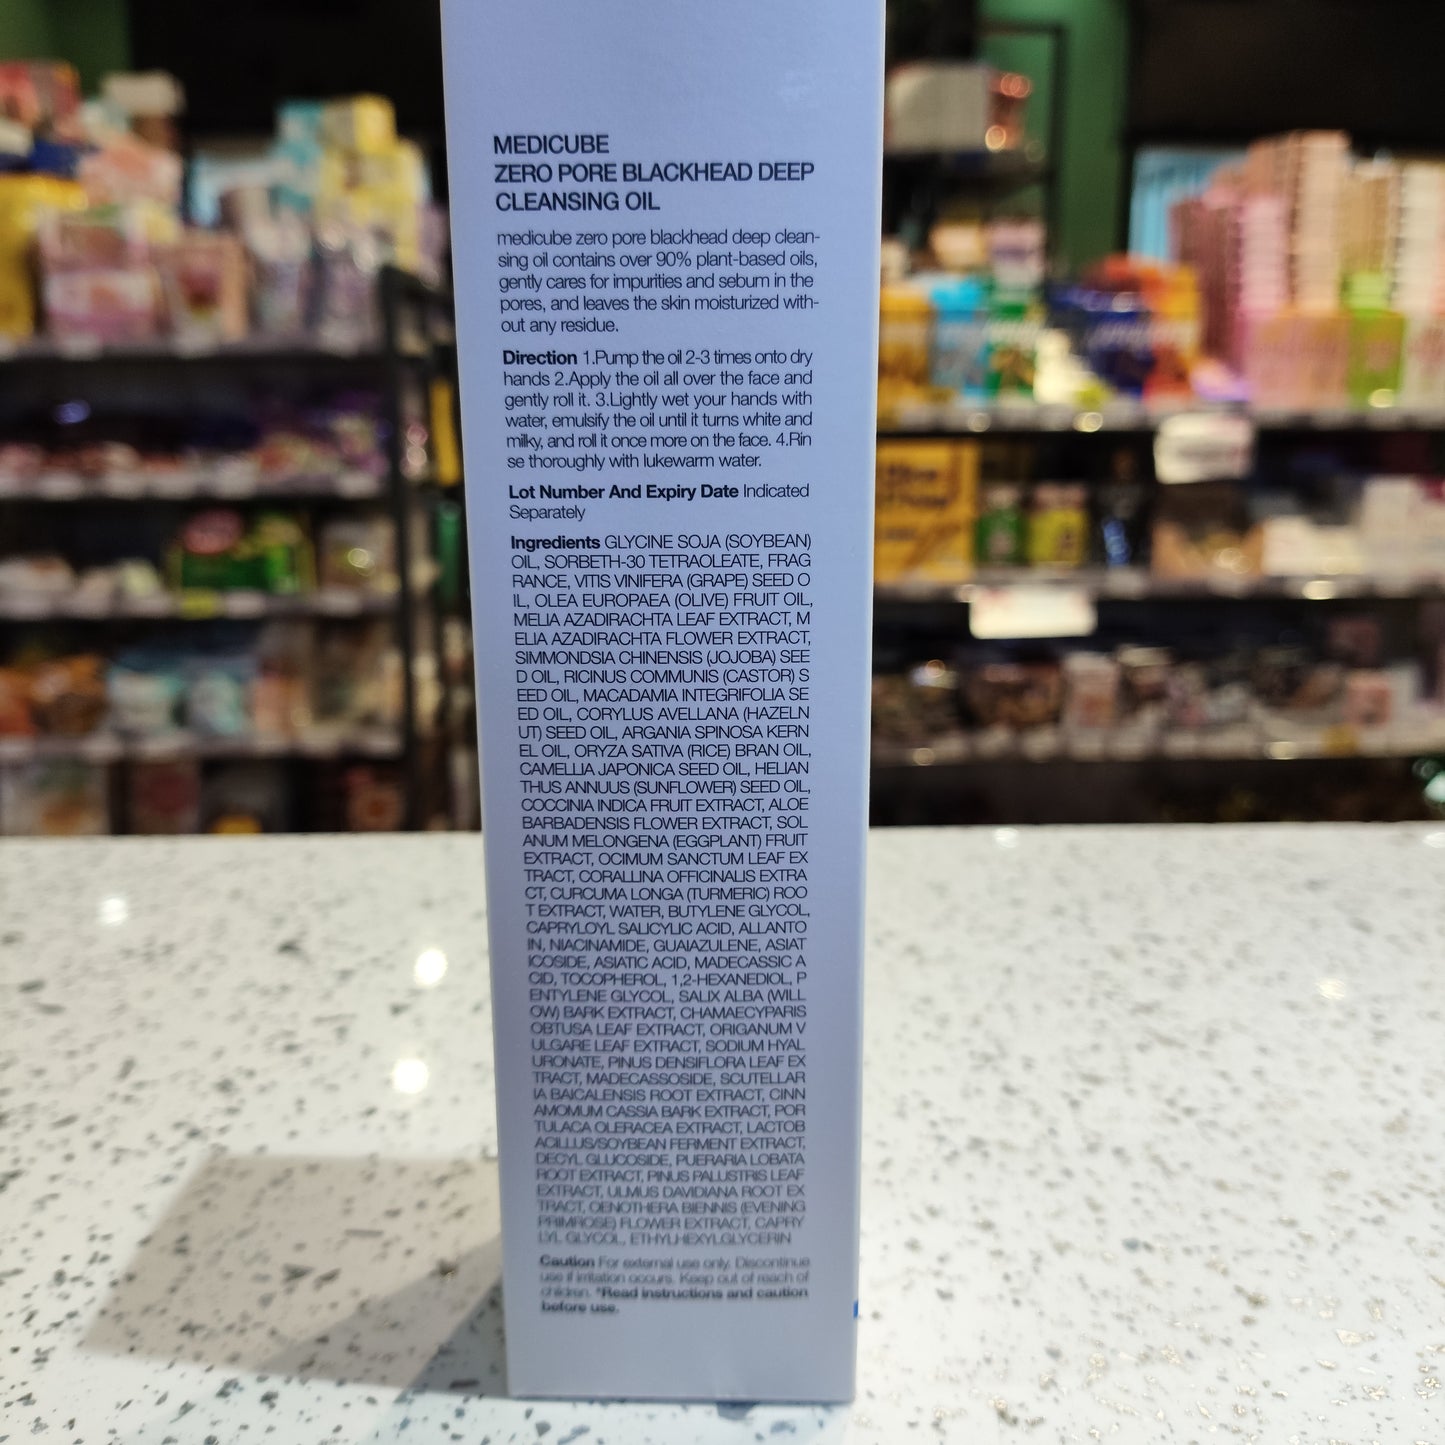 MEDICUBE
ZERO PORE BLACKHEAD DEEP
CLEANSING OIL
medicube zero pore blackhead deep clean-
sing oil contains over 90% plant-based oils,
gently cares for impurities and sebum in the
pores, and leaves the skin moisturized with-
out any residue.
Direction 1.Pump the oil 2-3 times onto dry
hands 2.Apply the oil all over the face and
gently roll it. 3.Lightly wet your hands with
water, emulsify the oil until it turns white and
milky, and roll it once more on the face. 4.Rin
se thoroughly with lukewarm water.
Lot Number And Expiry Date Indicated
Separately
Ingredients GLYCINE SOJA (SOYBEAN)
OIL, SORBETH-30 TETRAOLEATE, FRAG
RANCE, VITIS VINIFERA (GRAPE) SEED O
IL, OLEA EUROPAEA (OLIVE) FRUIT OIL,
MELIA AZADIRACHTA LEAF EXTRACT, M
ELIA AZADIRACHTA FLOWER EXTRACT,
SIMMONDSIA CHINENSIS (JOJOBA) SEE
D OIL, RICINUS COMMUNIS (CASTOR) S
EED OIL, MACADAMIA INTEGRIFOLIA SE
ED OIL, CORYLUS AVELLANA (HAZELN
UT) SEED OIL, ARGANIA SPINOSA KERN
EL OIL, ORYZA SATIVA (RICE) BRAN OIL,
CAMELLIA JAPONICA SEED OIL, HELIAN
THUS ANNUUS (SUNFLOWER) SEED OIL,
COCCINIA INDICA FRUIT EXTRACT, ALOE
BARBADENSIS FLOWER EXTRACT, SOL
ANUM MELONGENA (EGGPLANT) FRUIT
EXTRACT, OCIMUM SANCTUM LEAF EX
TRACT, CORALLINA OFFICINALIS EXTRA
CT, CURCUMA LONGA (TURMERIC) ROO
T EXTRACT, WATER, BUTYLENE GLYCOL,
CAPRYLOYL SALICYLIC ACID, ALLANTO
IN, NIACINAMIDE, GUAIAZULENE, ASIAT
ICOSIDE, ASIATIC ACID, MADECASSIC A
CID, TOCOPHEROL, 1,2-HEXANEDIOL, P
ENTYLENE GLYCOL, SALIX ALBA (WILL
OW) BARK EXTRACT, CHAMAECYPARIS
OBTUSA LEAF EXTRACT, ORIGANUM V
ULGARE LEAF EXTRACT, SODIUM HYAL
URONATE, PINUS DENSIFLORA LEAF EX
TRACT, MADECASSOSIDE, SCUTELLAR
IA BAICALENSIS ROOT EXTRACT, CINN
AMOMUM CASSIA BARK EXTRACT, POR
TULACA OLERACEA EXTRACT, LACTOB
ACILLUS/SOYBEAN FERMENT EXTRACT,
DECYL GLUCOSIDE, PUERARIA LOBATA
ROOT EXTRACT, PINUS PALUSTRIS LEAF
EXTRACT, ULMUS DAVIDIANA ROOT EX
TRACT, OENOTHERA BIENNIS (EVENING
PRIMROSE) FLOWER EXTRACT, CAPRY
LYL GLYCOL, ETHYLHEXYLGLYCERIN
Caution For external use only. Discontinue
use if irritation occurs. Keep out of reach of
children. *Read instructions and caution
before use.